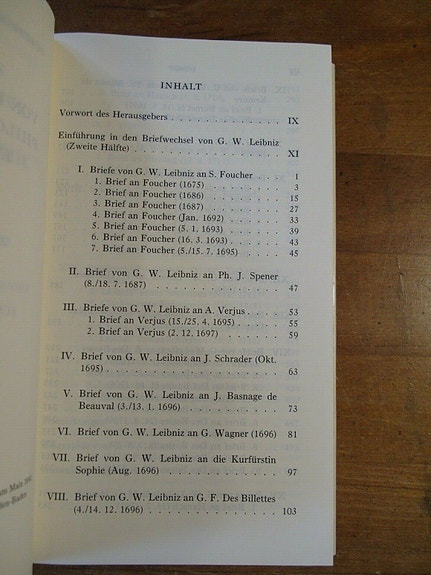 INHALT
Vorwort des Herausgebers . . . . . . . . . . . . . . IX
Einführung in den Briefwechsel von G. W. Leibniz
(Zweite Hälfte) . . . . . . . . . . . . . . . . . . XI
I. Briefe von G. W. Leibniz an S. Foucher . . . . 1
1. Brief an Foucher (1675) . . . . . . . . . . 3
2. Brief an Foucher (1686) . . . . . . . . . . 15
3. Brief an Foucher (1687) . . . . . . . . . . 27
4. Brief an Foucher (Jan. 1692) . . . . . . . . 33
5. Brief an Foucher (5. 1. 1693) . . . . . . . 39
6. Brief an Foucher (16. 3. 1693) . . . . . . . 43
7. Brief an Foucher (5./15. 7. 1695) . . . . . 45
II. Brief von G. W. Leibniz an Ph. J. Spener
(8./18. 7. 1687) . . . . . . . . . . . . . . . . 47
III. Briefe von G. W. Leibniz an A. Verjus . . . . . 53
1. Brief an Verjus (15./25. 4. 1695) . . . . . 55
2. Brief an Verjus (2. 12. 1697) . . . . . . . 59
IV. Brief von G. W. Leibniz an J. Schrader (Okt.
1695) . . . . . . . . . . . . . . . . . . . . . 63
V. Brief von G. W. Leibniz an J. Basnage de
Beauval (3./13. 1. 1696) . . . . . . . . . . . . 73
VI. Brief von G. W. Leibniz an G. Wagner (1696) 81
VII. Brief von G. W. Leibniz an die Kurfürstin
Sophie (Aug. 1696) . . . . . . . . . . . . . . 97
VIII. Brief von G. W. Leibniz an G. F. Des Billettes
(4./14. 12. 1696) . . . . . . . . . . . . . . . 103